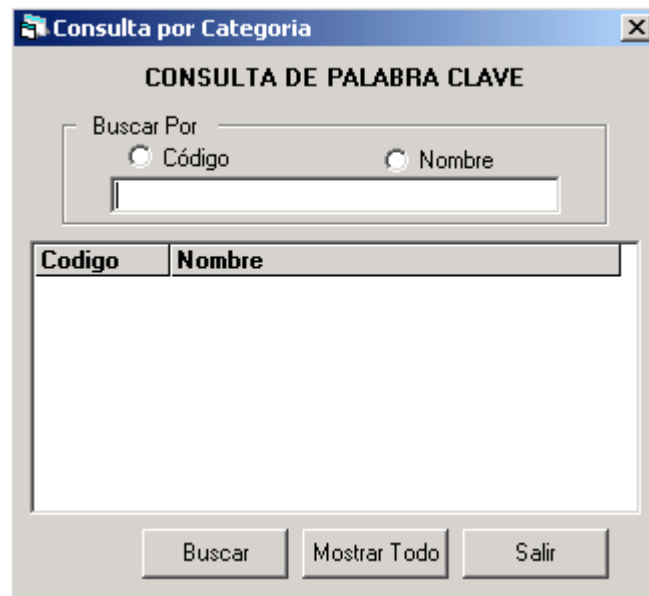 Consulta por Categoria
CONSULTA DE PALABRA CLAVE
Buscar Por
Código Nombre
Codigo Nombre
Buscar Mostrar Todo Salir